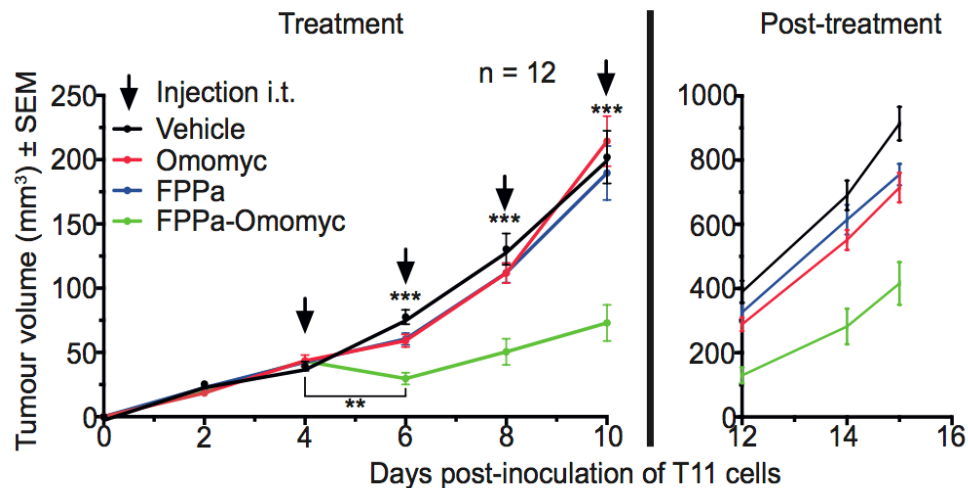 Treatment
Post-treatment
n = 12
Injection i.t.
Vehicle
Omomyc
FPPa
FPPa-Omomyc
Tumour volume (mm³) ± SEM
250
200
150
100
50
0
***
***
***
**
0 2 4 6 8 10
1000
800
600
400
200
0
12 14 16
Days post-inoculation of T11 cells